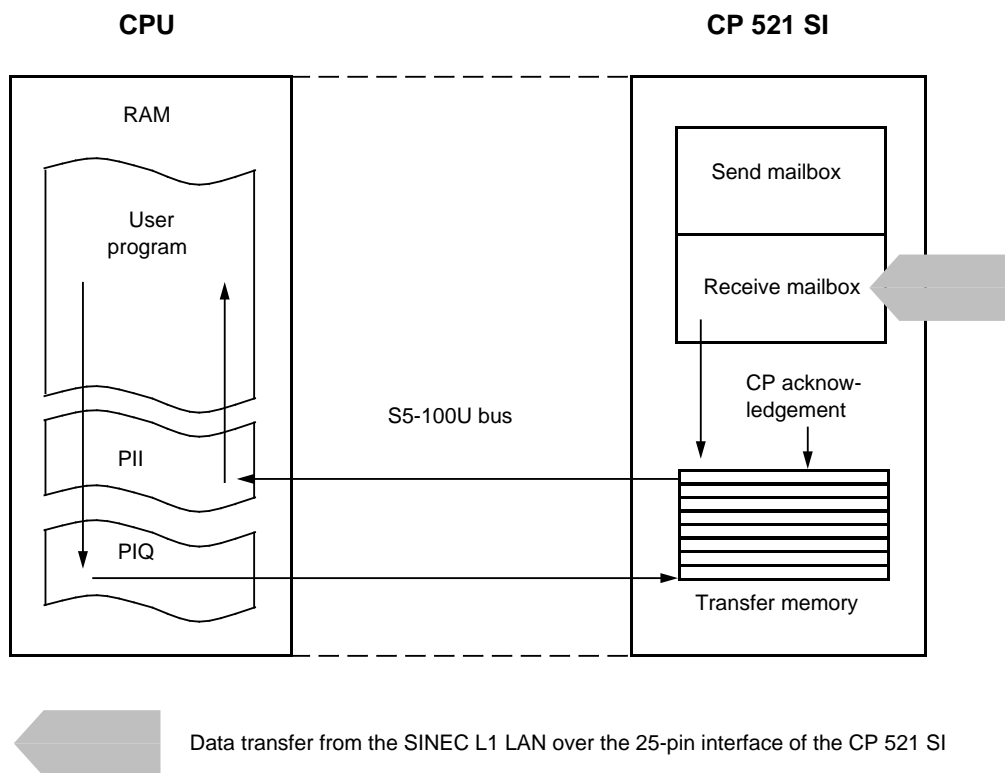 CPU
CP 521 SI
RAM
Send mailbox
User
program
Receive mailbox
CP acknow-
ledgement
S5-100U bus
PII
PIQ
Transfer memory
Data transfer from the SINEC L1 LAN over the 25-pin interface of the CP 521 SI